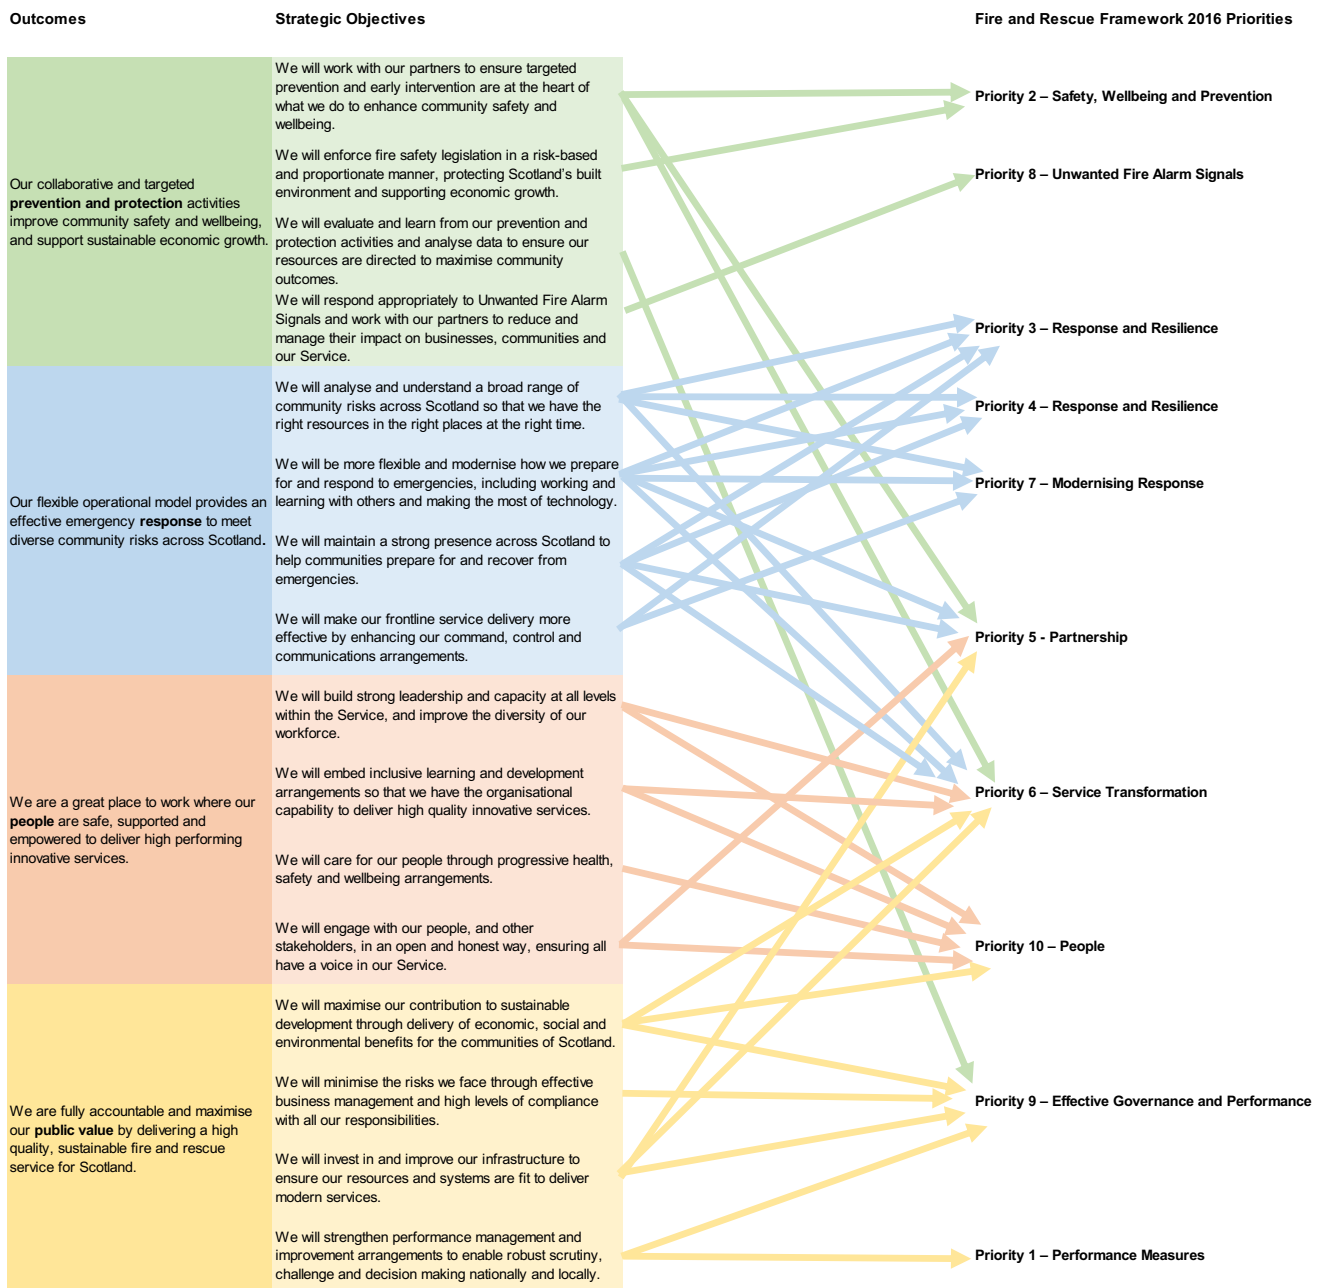 Outcomes
Strategic Objectives
Fire and Rescue Framework 2016 Priorities
Our collaborative and targeted
prevention and protection activities
improve community safety and wellbeing,
and support sustainable economic growth.
We will work with our partners to ensure targeted
prevention and early intervention are at the heart of
what we do to enhance community safety and
wellbeing.
We will enforce fire safety legislation in a risk-based
and proportionate manner, protecting Scotland's built
environment and supporting economic growth.
We will evaluate and learn from our prevention and
protection activities and analyse data to ensure our
resources are directed to maximise community
outcomes.
We will respond appropriately to Unwanted Fire Alarm
Signals and work with our partners to reduce and
manage their impact on businesses, communities and
our Service.
Our flexible operational model provides an
effective emergency response to meet
diverse community risks across Scotland.
We will analyse and understand a broad range of
community risks across Scotland so that we have the
right resources in the right places at the right time.
We will be more flexible and modernise how we prepare
for and respond to emergencies, including working and
learning with others and making the most of technology.
We will maintain a strong presence across Scotland to
help communities prepare for and recover from
emergencies.
We will make our frontline service delivery more
effective by enhancing our command, control and
communications arrangements.
We are a great place to work where our
people are safe, supported and
empowered to deliver high performing
innovative services.
We will build strong leadership and capacity at all levels
within the Service, and improve the diversity of our
workforce.
We will embed inclusive learning and development
arrangements so that we have the organisational
capability to deliver high quality innovative services.
We will care for our people through progressive health,
safety and wellbeing arrangements.
We will engage with our people, and other
stakeholders, in an open and honest way, ensuring all
have a voice in our Service.
We are fully accountable and maximise
our public value by delivering a high
quality, sustainable fire and rescue
service for Scotland.
We will maximise our contribution to sustainable
development through delivery of economic, social and
environmental benefits for the communities of Scotland.
We will minimise the risks we face through effective
business management and high levels of compliance
with all our responsibilities.
We will invest in and improve our infrastructure to
ensure our resources and systems are fit to deliver
modern services.
We will strengthen performance management and
improvement arrangements to enable robust scrutiny,
challenge and decision making nationally and locally.
Priority 2 – Safety, Wellbeing and Prevention
Priority 8 – Unwanted Fire Alarm Signals
Priority 3 – Response and Resilience
Priority 4 – Response and Resilience
Priority 7 – Modernising Response
Priority 5 - Partnership
Priority 6 – Service Transformation
Priority 10 – People
Priority 9 – Effective Governance and Performance
Priority 1 – Performance Measures